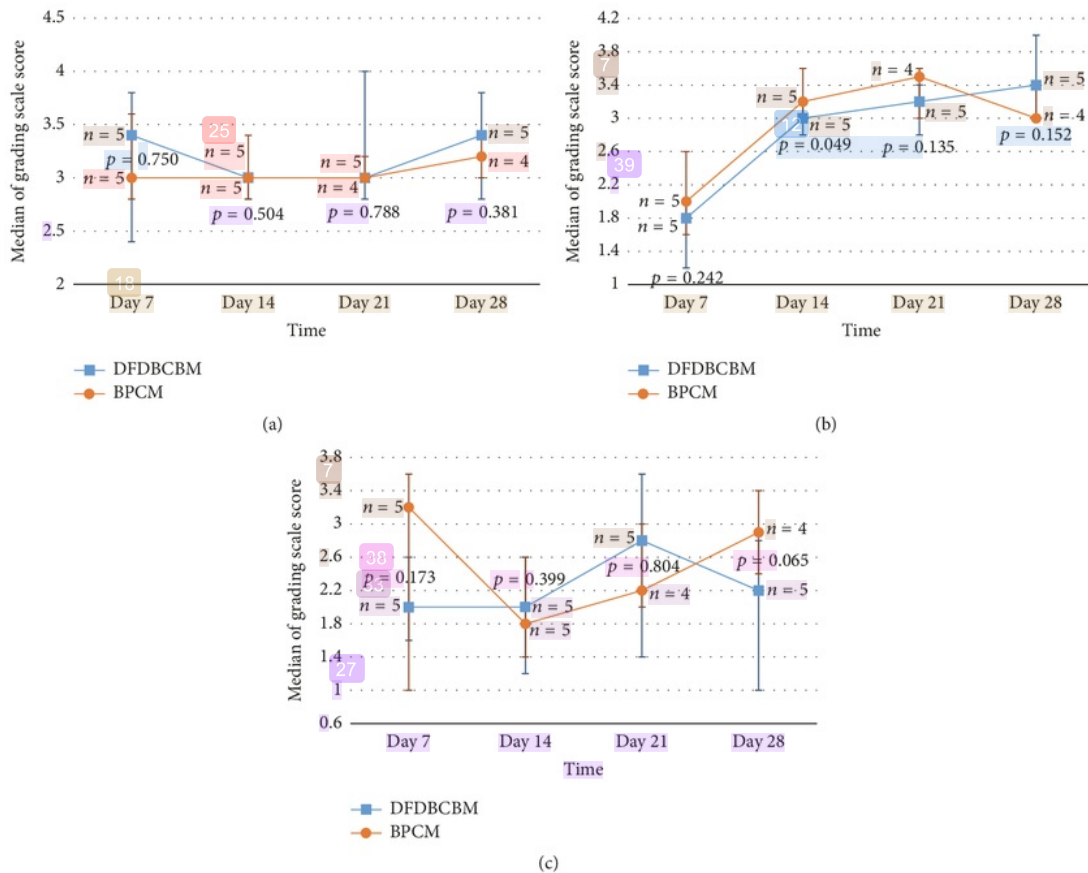 4.5
4
3.5
3
2.5
2
Median of grading scale score
n = 5
p = 0.750
n = 5
25
n = 5
n = 5
p = 0.504
n = 5
n = 4
p = 0.788
n = 5
n = 4
p = 0.381
18
Day 7 Day 14 Day 21 Day 28
Time
DFDBCBM
BPCM
(a)
4.2
3.8
7
3.4
3
2.6
39
2.2
1.8
1.4
1
Median of grading scale score
n = 5
n = 5
p = 0.242
n = 5
n = 5
p = 0.049
n = 4
n = 5
p = 0.135
n = 5
n = 4
p = 0.152
Day 7 Day 14 Day 21 Day 28
Time
DFDBCBM
BPCM
(b)
3.8
7
3.4
3
2.6
38
2.2
1.8
1.4
27
1
0.6
Median of grading scale score
n = 5
p = 0.173
n = 5
p = 0.399
n = 5
n = 5
n = 5
p = 0.804
n = 4
n = 4
p = 0.065
n = 5
Day 7 Day 14 Day 21 Day 28
Time
DFDBCBM
BPCM
(c)